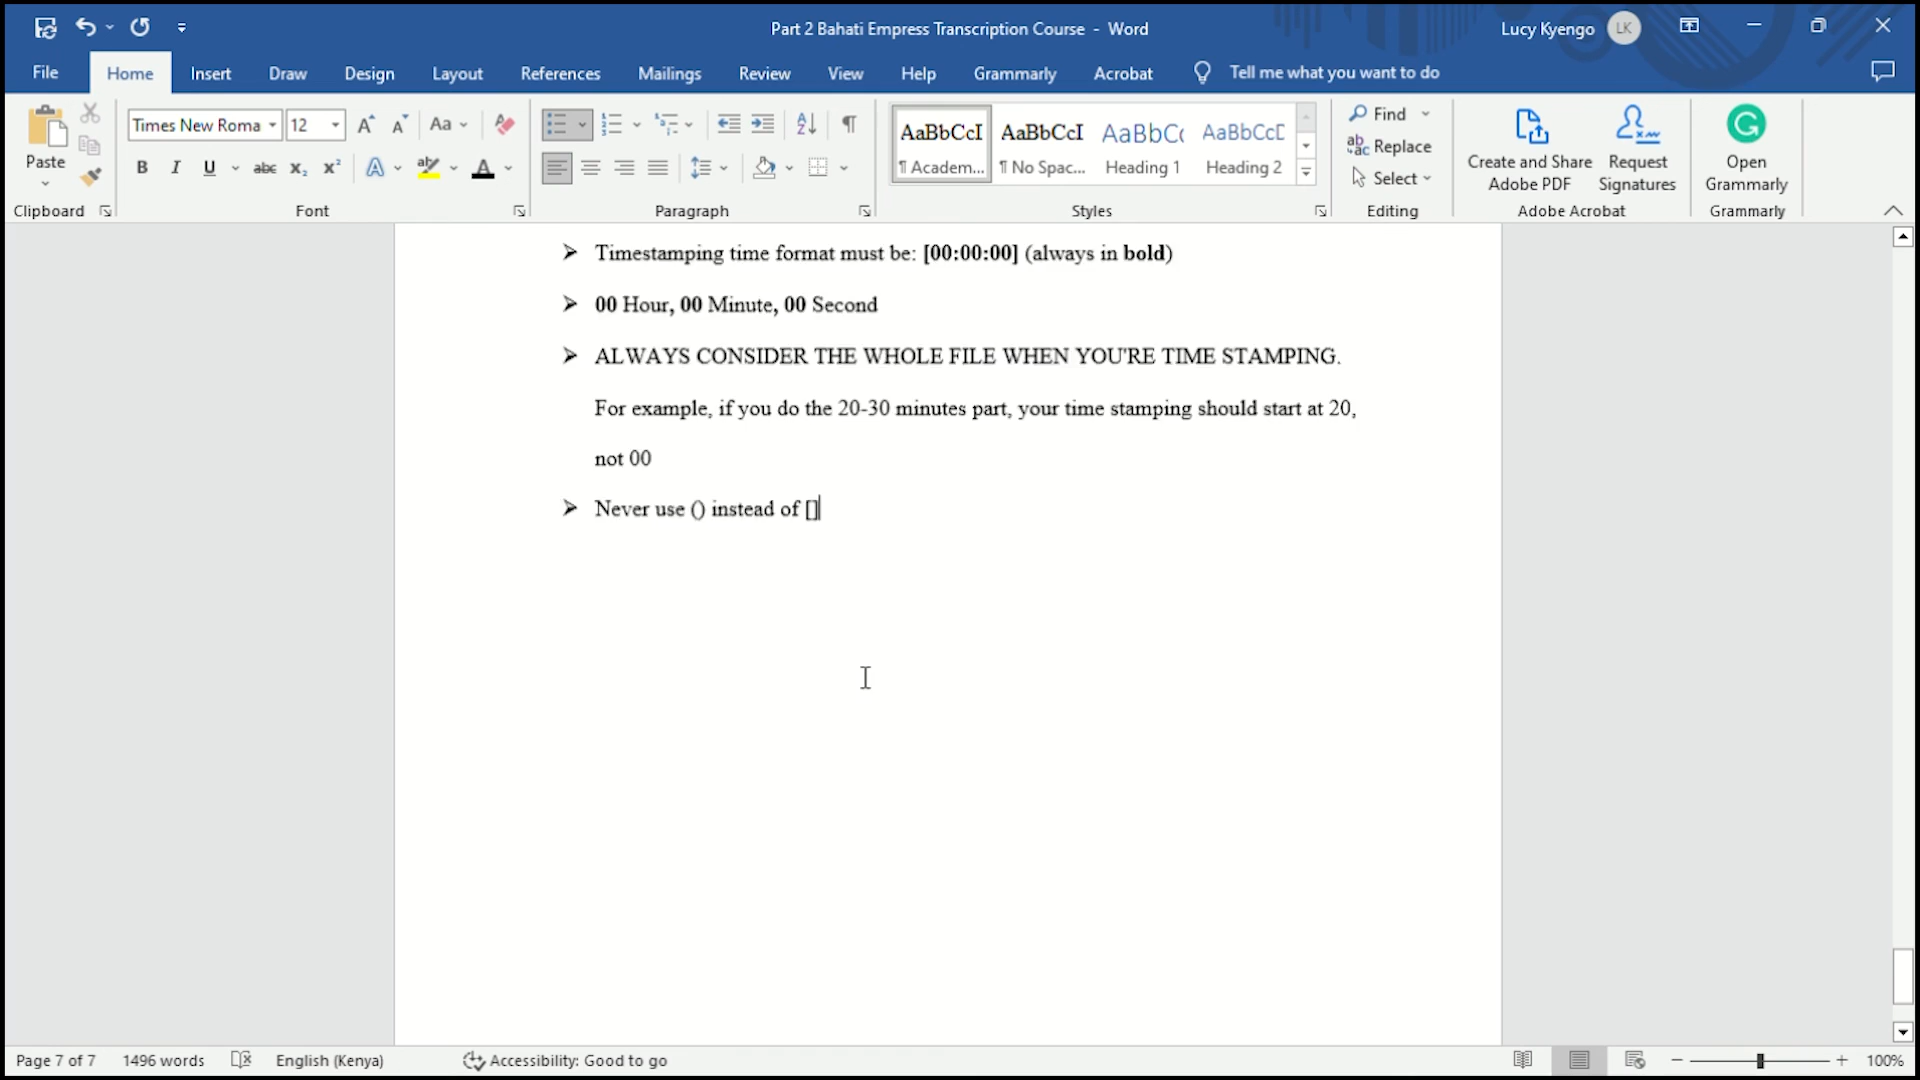 Part 2 Bahati Empress Transcription Course - Word
Lucy Kyengo
LK
File
Home
Insert
Draw
Design
Layout
References
Mailings
Review
View
Help
Grammarly
Acrobat
Tell me what you want to do
Paste
Clipboard
Times New Roma
12
Aa
B
I
U
abc
Font
Paragraph
AaBbCcI
¶ Academ...
AaBbCcI
¶ No Spac...
AaBbC
Heading 1
AaBbCcD
Heading 2
Styles
Find
Replace
Select
Editing
Create and Share
Adobe PDF
Request
Signatures
Adobe Acrobat
Open
Grammarly
Grammarly
➢ Timestamping time format must be: [00:00:00] (always in bold)
➢ 00 Hour, 00 Minute, 00 Second
➢ ALWAYS CONSIDER THE WHOLE FILE WHEN YOU'RE TIME STAMPING.
For example, if you do the 20-30 minutes part, your time stamping should start at 20,
not 00
➢ Never use () instead of []
Page 7 of 7
1496 words
English (Kenya)
Accessibility: Good to go
100%